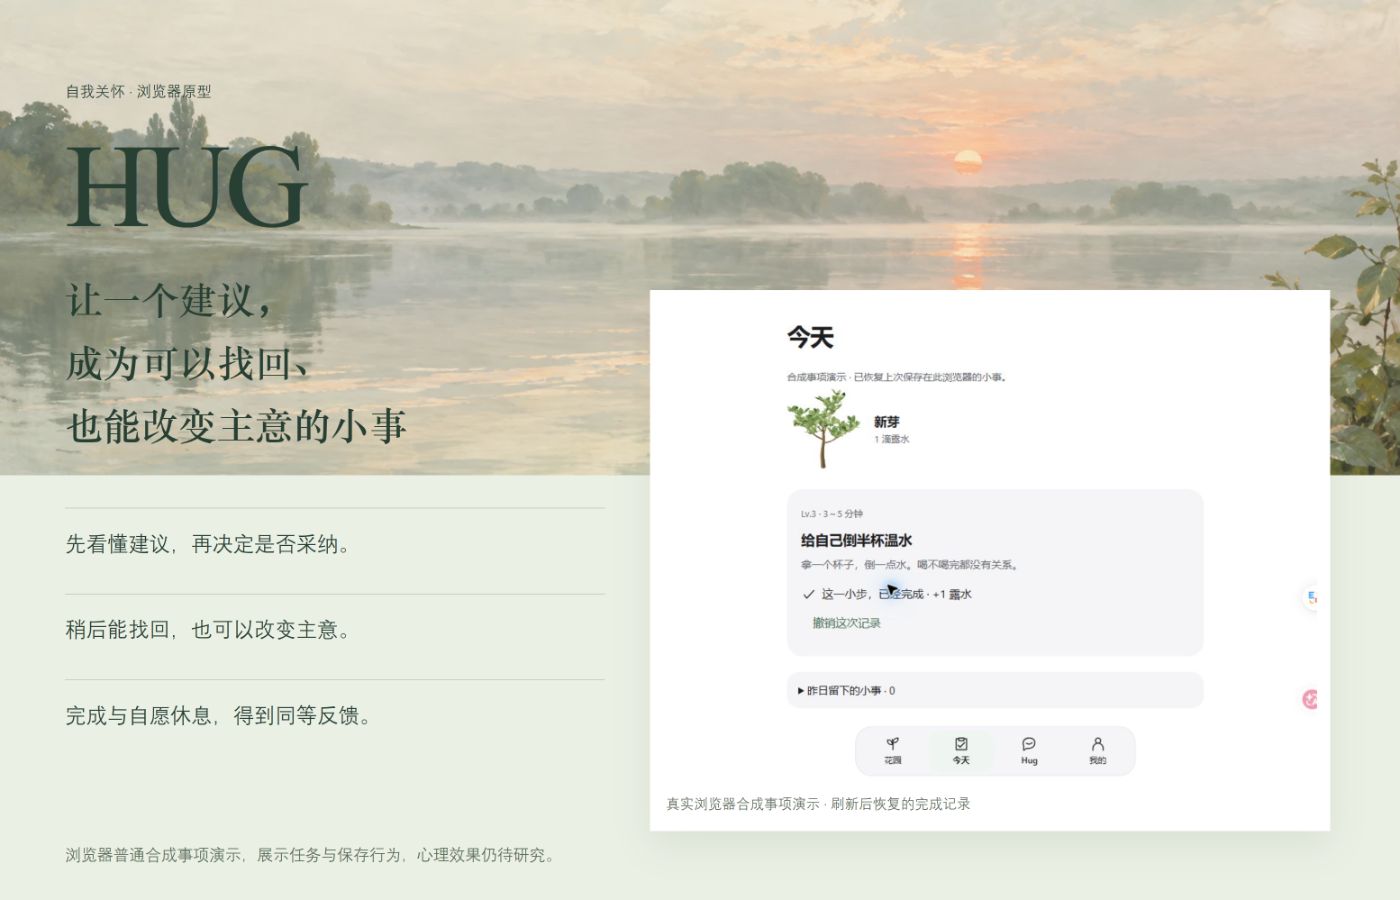 自我关怀 · 浏览器原型
HUG
让一个建议，
成为可以找回、
也能改变主意的小事
先看懂建议，再决定是否采纳。
稍后能找回，也可以改变主意。
完成与自愿休息，得到同等反馈。
浏览器普通合成事项演示，展示任务与保存行为，心理效果仍待研究。
今天
合成事项演示 · 已恢复上次保存在此浏览器的小事。
新芽
1 滴露水
Lv.3 · 3～5 分钟
给自己倒半杯温水
拿一个杯子，倒一点水。喝不喝完都没有关系。
这一小步，已经完成 · +1 露水
撤销这次记录
▶ 昨日留下的小事 · 0
花园
今天
Hug
我的
真实浏览器合成事项演示 · 刷新后恢复的完成记录